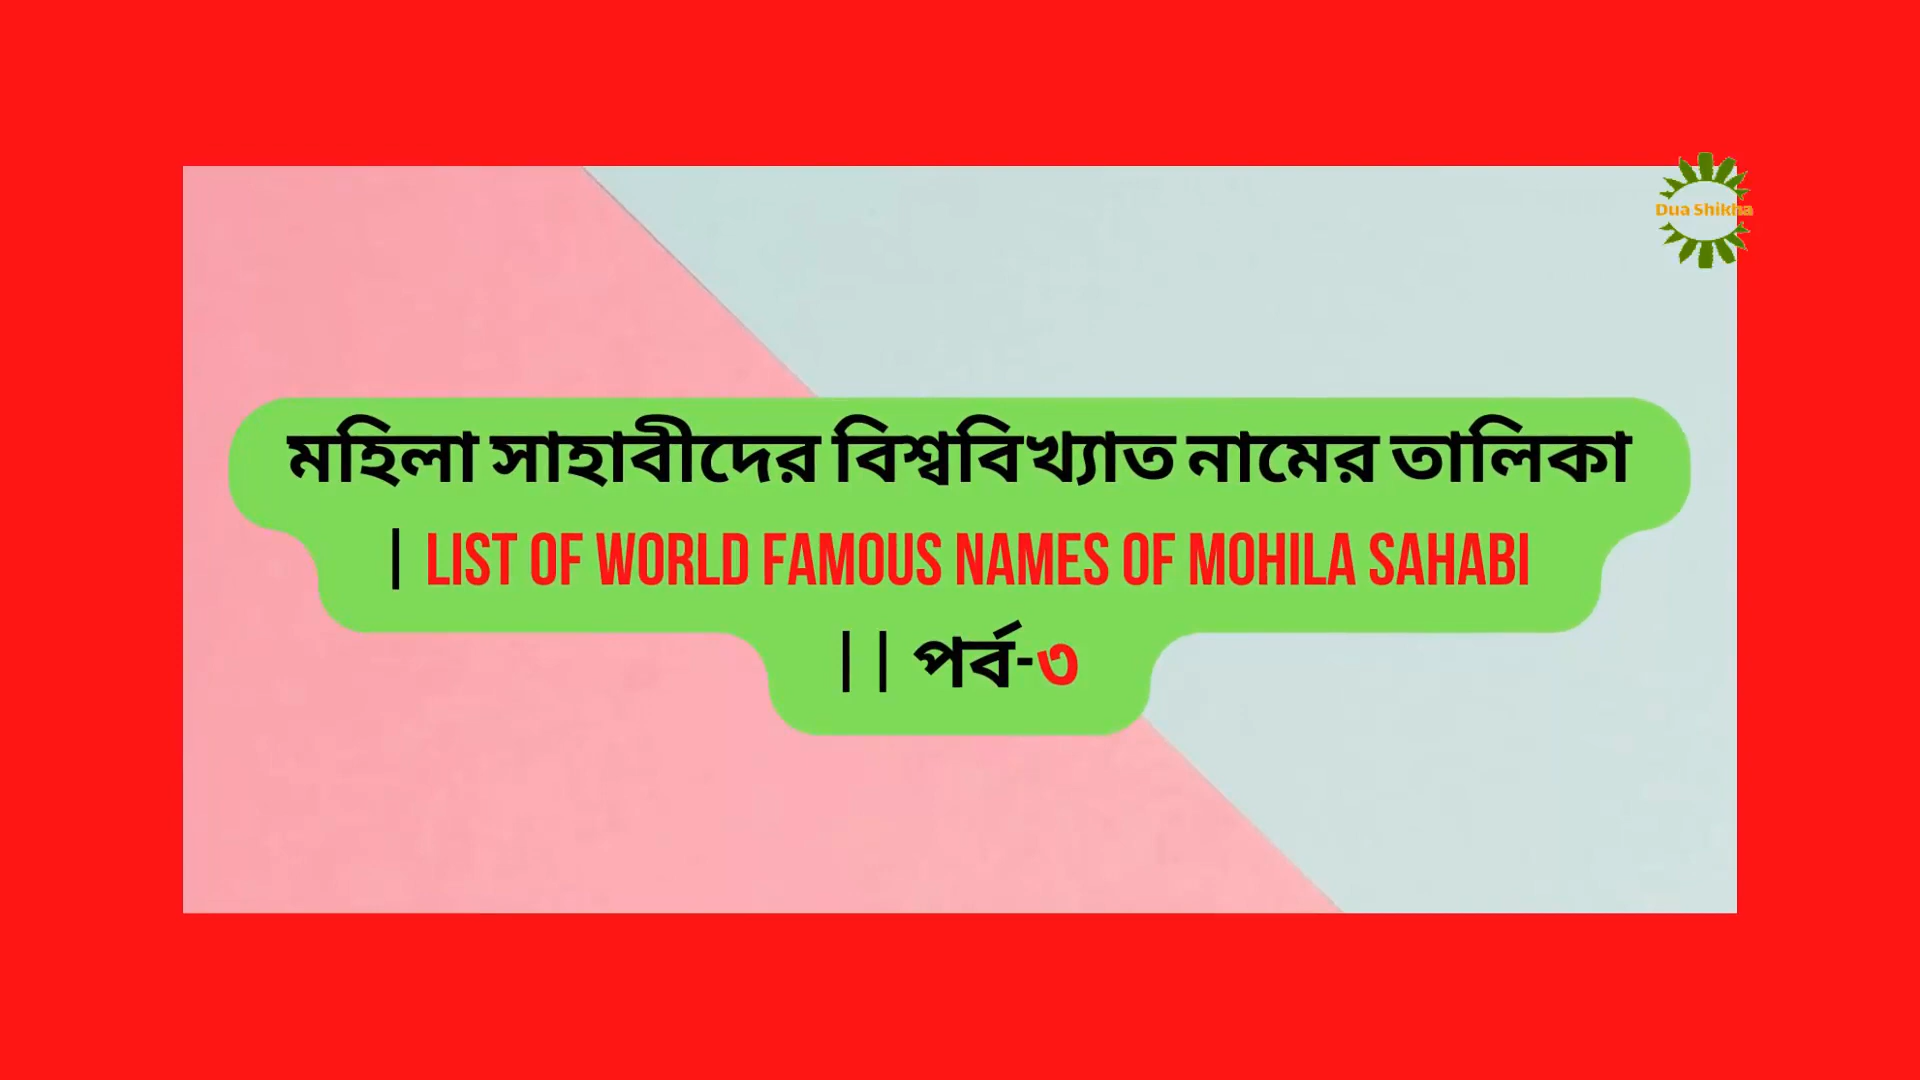 Dua Shikha
মহিলা সাহাবীদের বিশ্ববিখ্যাত নামের তালিকা
| LIST OF WORLD FAMOUS NAMES OF MOHILA SAHABI
|| পর্ব-৩